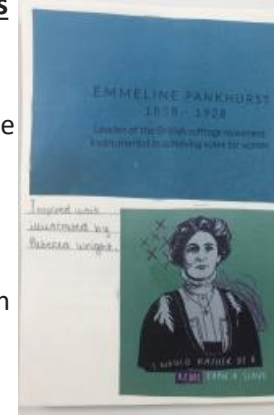 s
EMMELINE PANKHURST
1858 - 1928
Leader of the British suffrage movement
Instrumental in achieving votes for women
e
Inspired work
illustrated by
Rebecca Wright.
n
I WOULD RATHER BE A
REBEL THAN A SLAVE